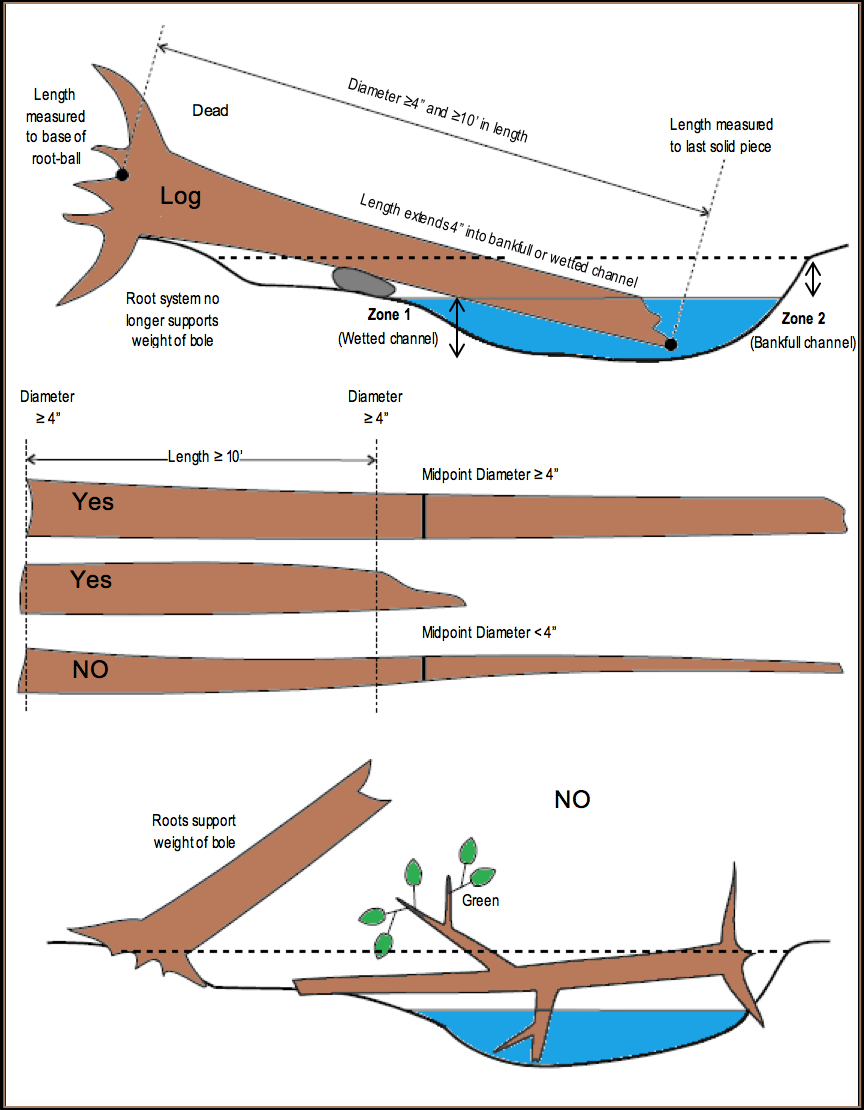 Length
measured
to base of
root-ball
Dead
Diameter ≥4” and ≥10’ in length
Length measured
to last solid piece
Log
Length extends 4” into bankfull or wetted channel
Root system no
longer supports
weight of bole
Zone 1
(Wetted channel)
Zone 2
(Bankfull channel)
Diameter
≥ 4”
Diameter
≥ 4”
Length ≥ 10’
Midpoint Diameter ≥ 4”
Yes
Yes
Midpoint Diameter < 4”
NO
NO
Roots support
weight of bole
Green